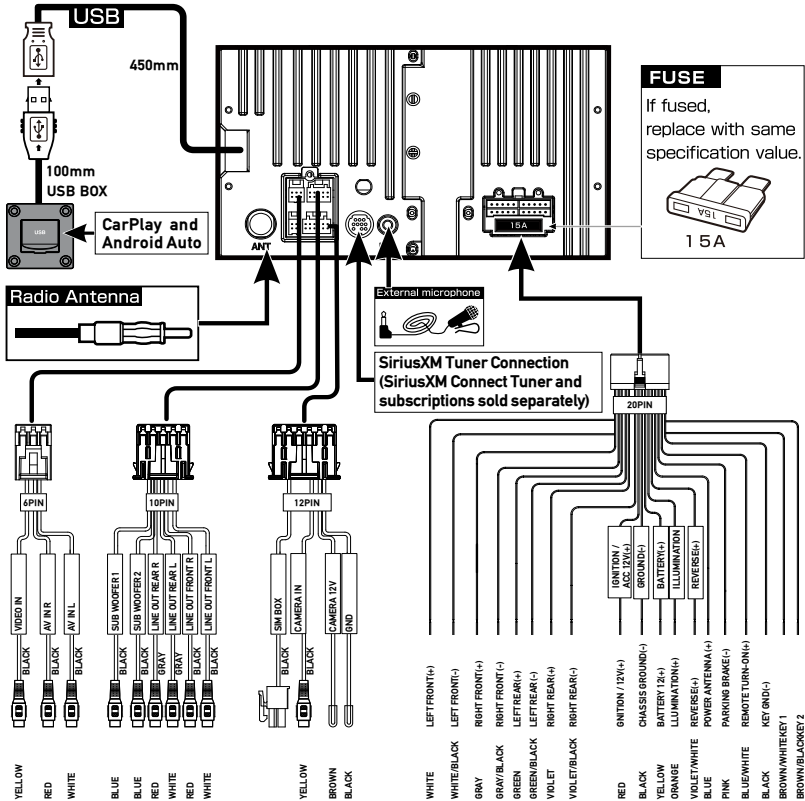 USB
450mm
100mm
USB BOX
USB
CarPlay and
Android Auto
ANT
15A
FUSE
If fused,
replace with same
specification value.
15A
15A
Radio Antenna
External microphone
SiriusXM Tuner Connection
(SiriusXM Connect Tuner and
subscriptions sold separately)
20PIN
6PIN
10PIN
12PIN
VIDEO IN
AV IN R
AV IN L
BLACK
BLACK
BLACK
YELLOW
RED
WHITE
SUB WOOFER 1
SUB WOOFER 2
LINE OUT REAR R
LINE OUT REAR L
LINE OUT FRONT R
LINE OUT FRONT L
BLACK
BLACK
GRAY
GRAY
BLACK
BLACK
BLUE
BLUE
RED
WHITE
RED
WHITE
SIM BOX
CAMERA IN
CAMERA 12V
GND
BLACK
BLACK
YELLOW
BROWN
BLACK
IGNITION /
ACC 12V(+)
GROUND(-)
BATTERY(+)
ILLUMINATION
REVERSE(+)
WHITE LEFT FRONT(+)
WHITE/BLACK LEFT FRONT(-)
GRAY RIGHT FRONT(+)
GRAY/BLACK RIGHT FRONT(-)
GREEN LEFT REAR(+)
GREEN/BLACK LEFT REAR(-)
VIOLET RIGHT REAR(+)
VIOLET/BLACK RIGHT REAR(-)
RED GNITION / 12V(+)
BLACK CHASSIS GROUND(-)
YELLOW BATTERY 12(+)
ORANGE ILLUMINATION(+)
VIOLET/WHITE REVERSE(+)
BLUE POWER ANTENNA (+)
PINK PARKING BRAKE(-)
BLUE/WHITE REMOTE TURN-ON(+)
BLACK KEY GND(-)
BROWN/WHITEKEY 1
BROWN/BLACKKEY 2